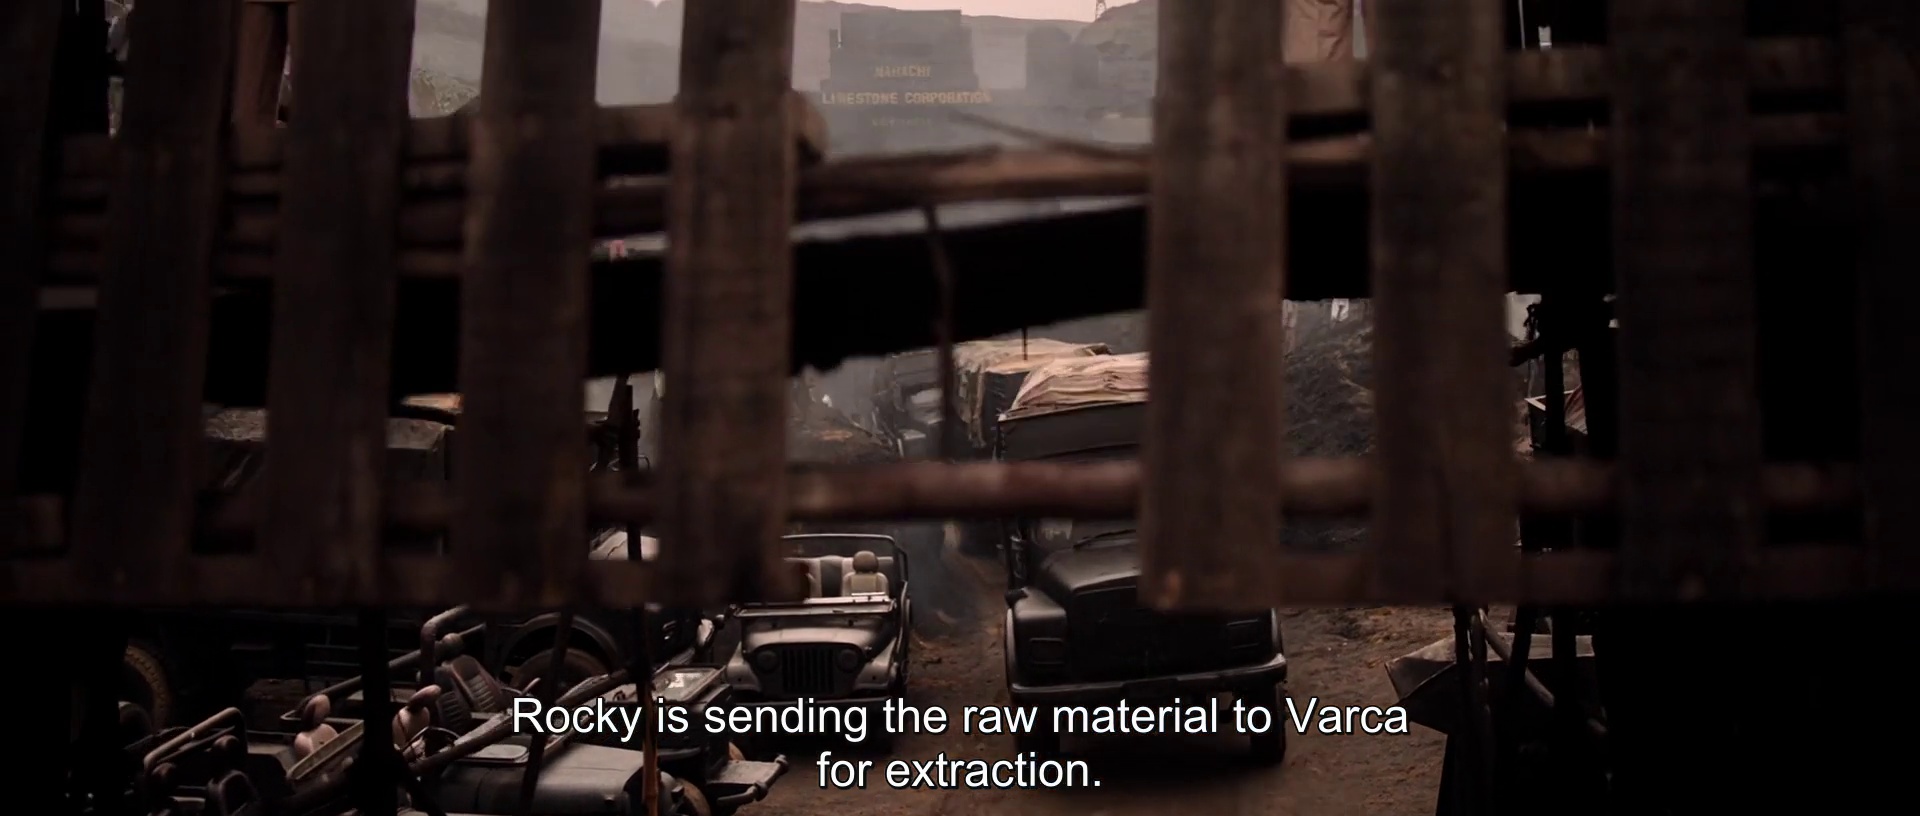 LIMESTONE CORPORATION
Rocky is sending the raw material to Varca
for extraction.